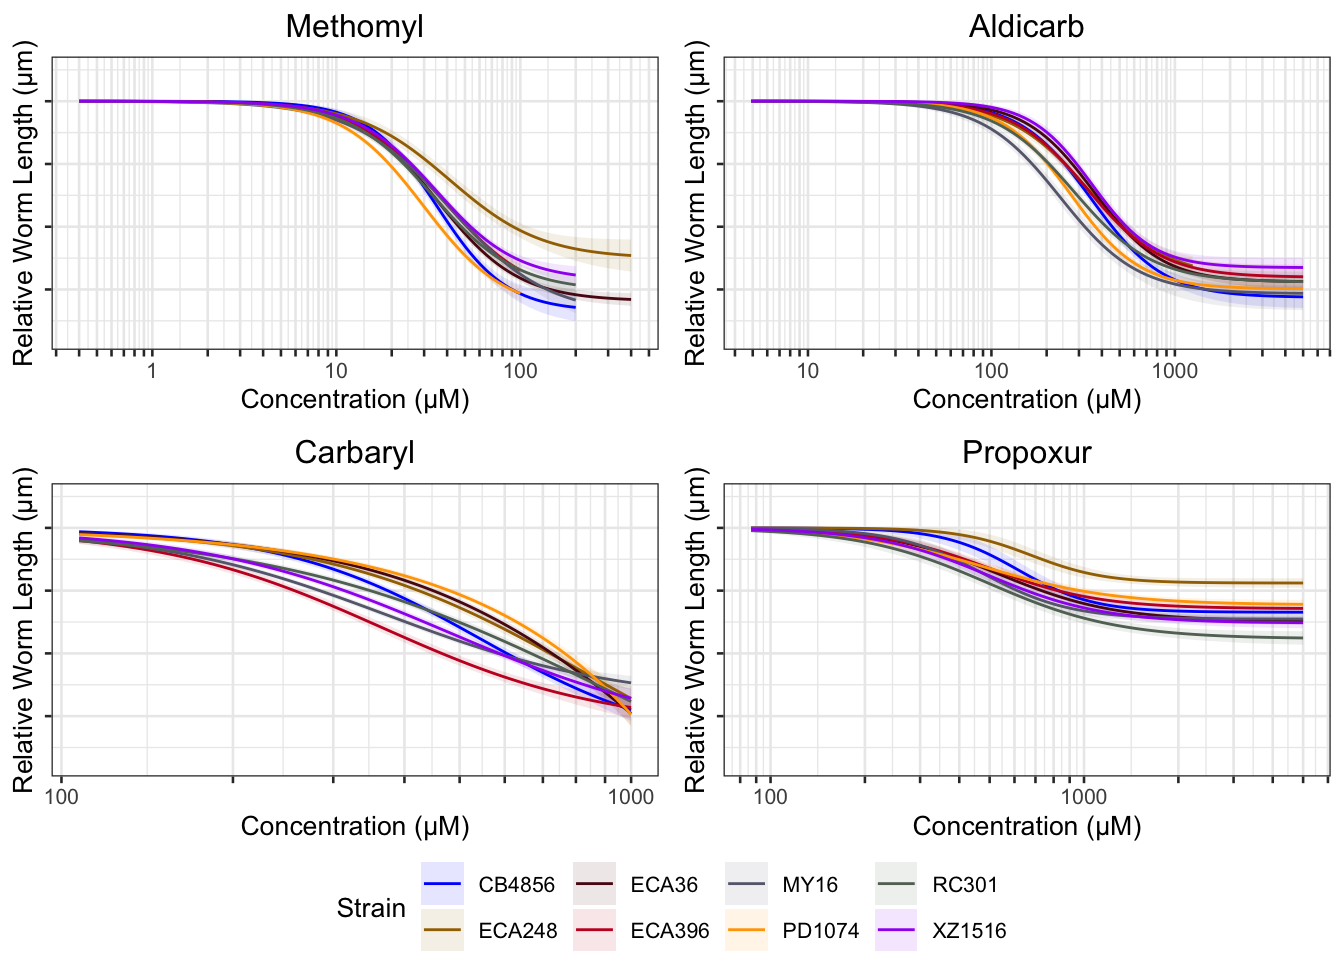 Methomyl
Relative Worm Length (µm)
1 10 100
Concentration (µM)
Aldicarb
Relative Worm Length (µm)
10 100 1000
Concentration (µM)
Carbaryl
Relative Worm Length (µm)
100 1000
Concentration (µM)
Propoxur
Relative Worm Length (µm)
100 1000
Concentration (µM)
Strain
CB4856 ECA36 MY16 RC301
ECA248 ECA396 PD1074 XZ1516